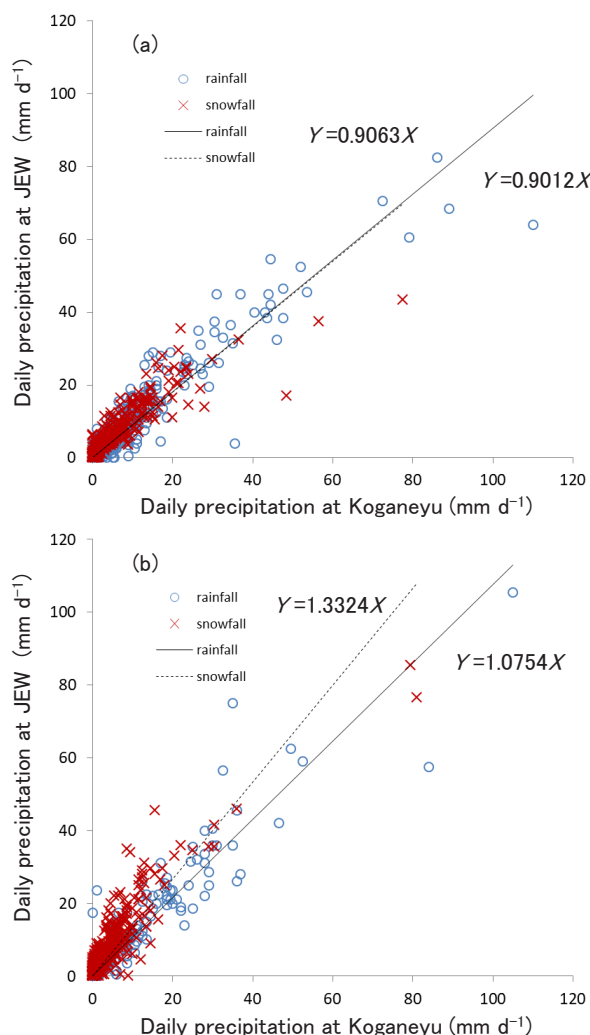 (a)
rainfall
snowfall
rainfall
snowfall
Y=0.9063X
Y=0.9012X
Daily precipitation at JEW (mm d⁻¹)
120
100
80
60
40
20
0
0 20 40 60 80 100 120
Daily precipitation at Koganeyu (mm d⁻¹)
(b)
rainfall
snowfall
rainfall
snowfall
Y=1.3324X
Y=1.0754X
Daily precipitation at JEW (mm d⁻¹)
120
100
80
60
40
20
0
0 20 40 60 80 100 120
Daily precipitation at Koganeyu (mm d⁻¹)